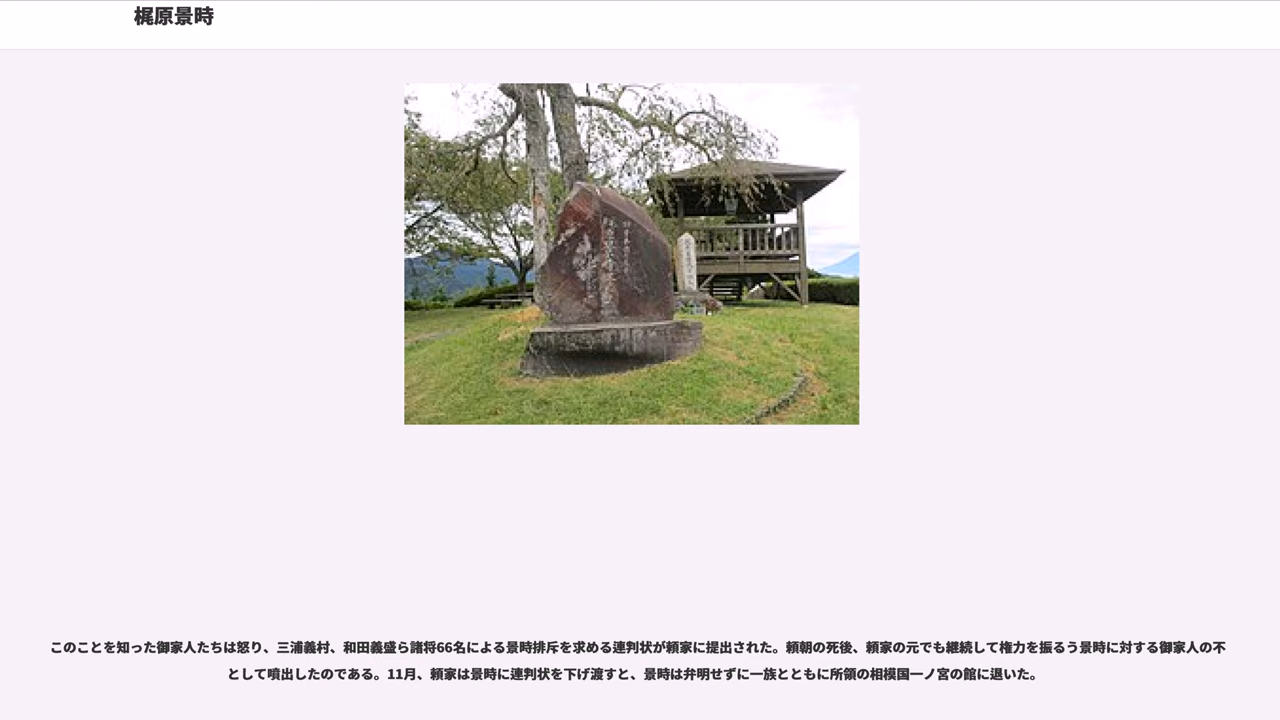 梶原景時
このことを知った御家人たちは怒り、三浦義村、和田義盛ら諸将66名による景時排斥を求める連判状が頼家に提出された。頼朝の死後、頼家の元でも継続して権力を振るう景時に対する御家人の不
として噴出したのである。11月、頼家は景時に連判状を下げ渡すと、景時は弁明せずに一族とともに所領の相模国一ノ宮の館に退いた。